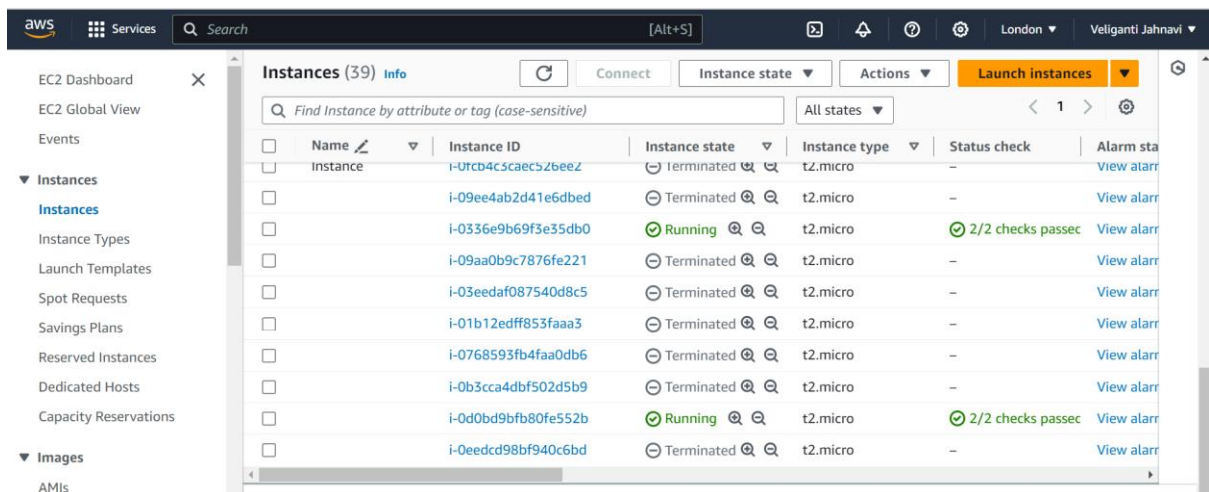 aws Services Search [Alt+S] London Veliganti Jahnavi
EC2 Dashboard
EC2 Global View
Events
Instances
Instances
Instance Types
Launch Templates
Spot Requests
Savings Plans
Reserved Instances
Dedicated Hosts
Capacity Reservations
Images
AMIs
Instances (39) Info Connect Instance state Actions Launch instances
Find Instance by attribute or tag (case-sensitive) All states 1
Name Instance ID Instance state Instance type Status check Alarm sta
Instance i-0fcb4c3caec526ee2 Terminated t2.micro – View alarr
i-09ee4ab2d41e6dbed Terminated t2.micro – View alarr
i-0336e9b69f3e35db0 Running t2.micro 2/2 checks passec View alarr
i-09aa0b9c7876fe221 Terminated t2.micro – View alarr
i-03eedaf087540d8c5 Terminated t2.micro – View alarr
i-01b12edff853faaa3 Terminated t2.micro – View alarr
i-0768593fb4faa0db6 Terminated t2.micro – View alarr
i-0b3cca4dbf502d5b9 Terminated t2.micro – View alarr
i-0d0bd9bfb80fe552b Running t2.micro 2/2 checks passec View alarr
i-0eedcd98bf940c6bd Terminated t2.micro – View alarr